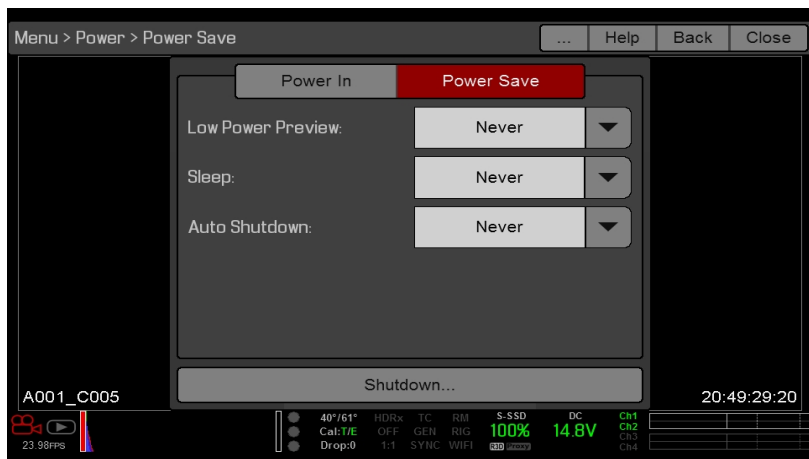 Menu > Power > Power Save ... Help Back Close
Power In Power Save
Low Power Preview: Never
Sleep: Never
Auto Shutdown: Never
Shutdown...
A001_C005 20:49:29:20
40°/61° HDRx TC RM S-SSD DC Ch1
Cal:T/E OFF GEN RIG 100% 14.8V Ch2
Ch3
23.98FPS Drop:0 1:1 SYNC WIFI R3D Proxy Ch4